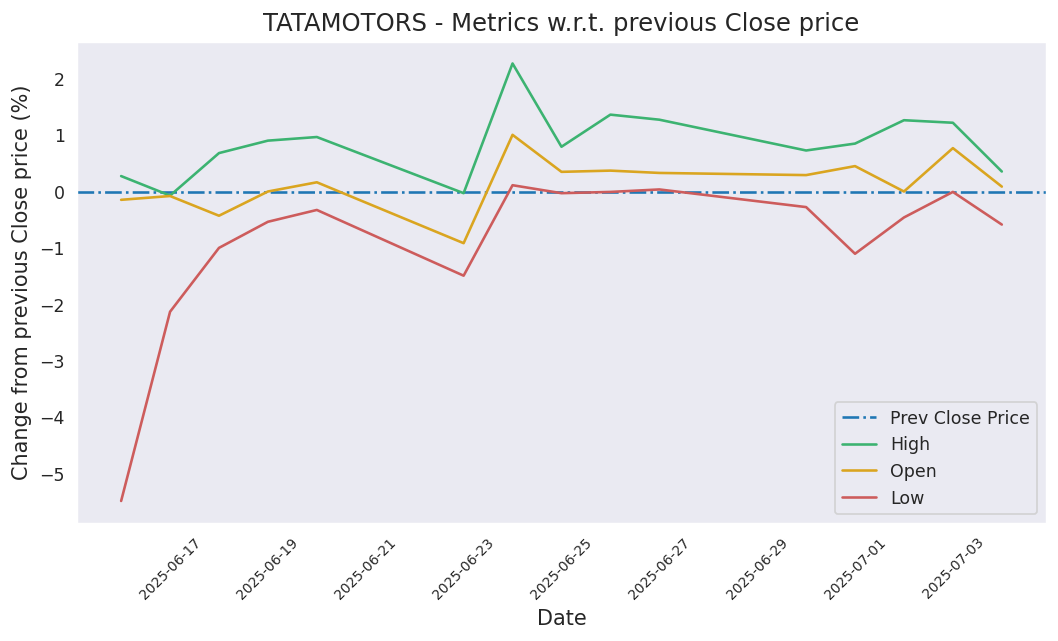 TATAMOTORS - Metrics w.r.t. previous Close price
Change from previous Close price (%)
2
1
0
−1
−2
−3
−4
−5
Prev Close Price
High
Open
Low
2025-06-17
2025-06-19
2025-06-21
2025-06-23
2025-06-25
2025-06-27
2025-06-29
2025-07-01
2025-07-03
Date